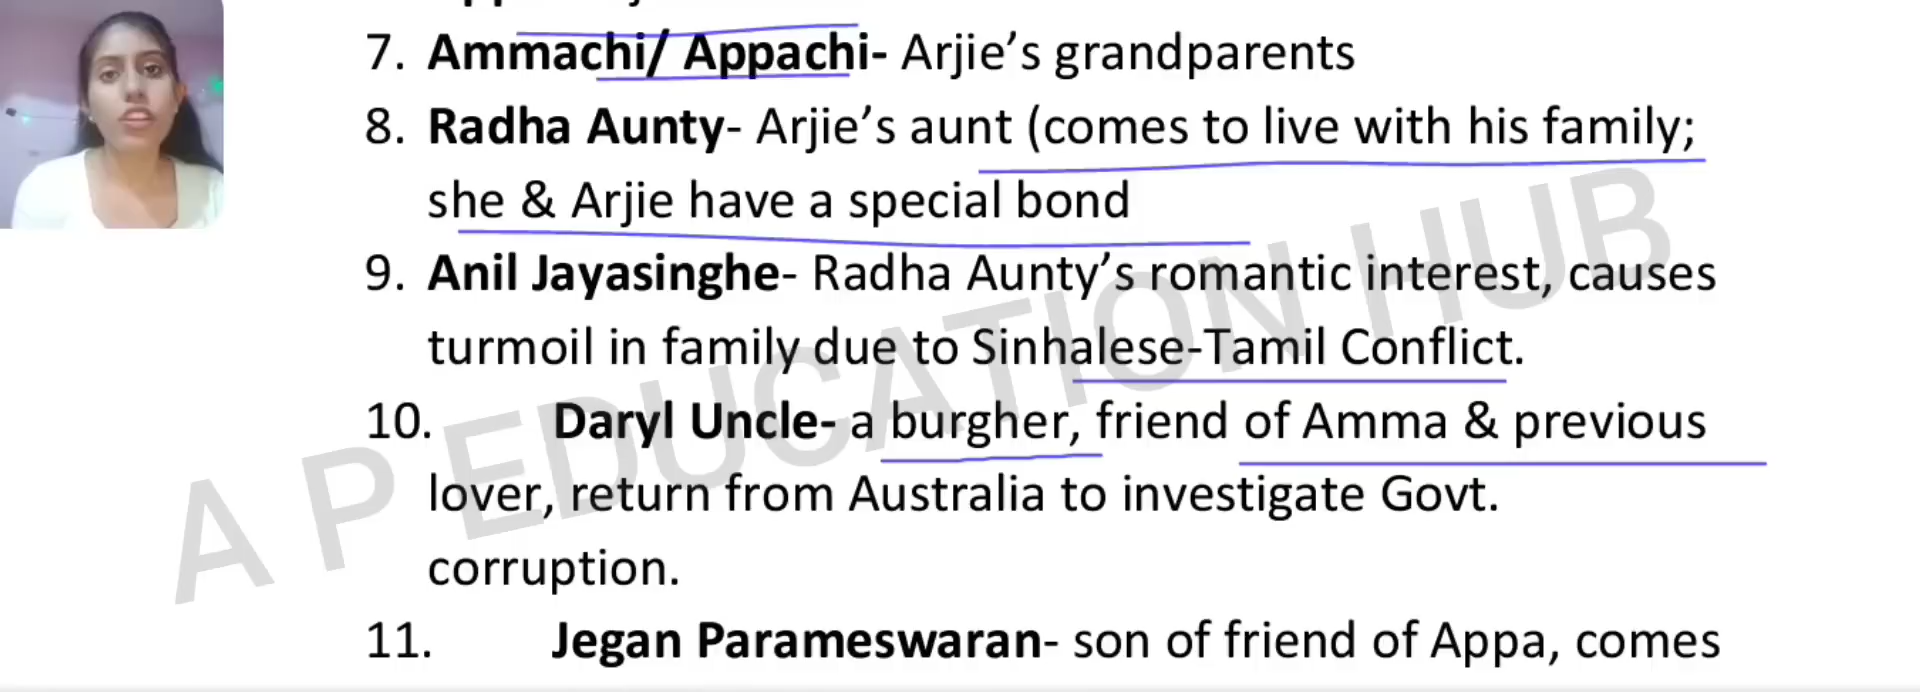 7. Ammachi/ Appachi- Arjie's grandparents
8. Radha Aunty- Arjie's aunt (comes to live with his family;
she & Arjie have a special bond
9. Anil Jayasinghe- Radha Aunty's romantic interest, causes
turmoil in family due to Sinhalese-Tamil Conflict.
10. Daryl Uncle- a burgher, friend of Amma & previous
lover, return from Australia to investigate Govt.
corruption.
11. Jegan Parameswaran- son of friend of Appa, comes
A P EDUCATION HUB